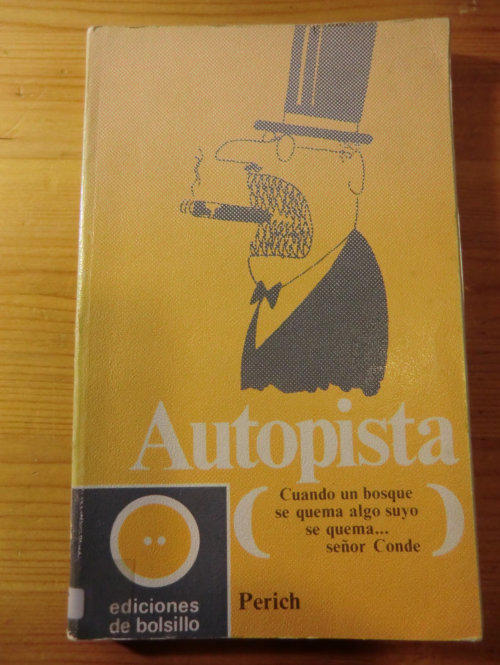 Autopista
(Cuando un bosque
se quema algo suyo
se quema...
señor Conde)
ediciones
de bolsillo
Perich